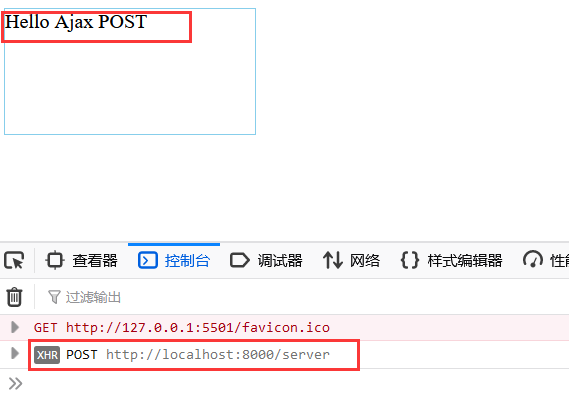 Hello Ajax POST
查看器 控制台 调试器 网络 样式编辑器 性能
过滤输出
GET http://127.0.0.1:5501/favicon.ico
XHR POST http://localhost:8000/server